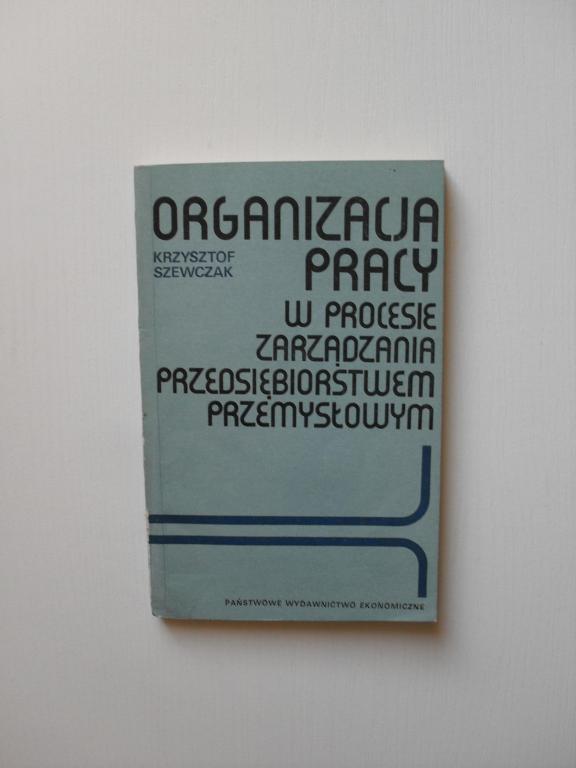 ORGANIZACJA
KRZYSZTOF
SZEWCZAK
PRACY
W PROCESIE
ZARZĄDZANIA
PRZEDSIĘBIORSTWEM
PRZEMYSŁOWYM
PAŃSTWOWE WYDAWNICTWO EKONOMICZNE